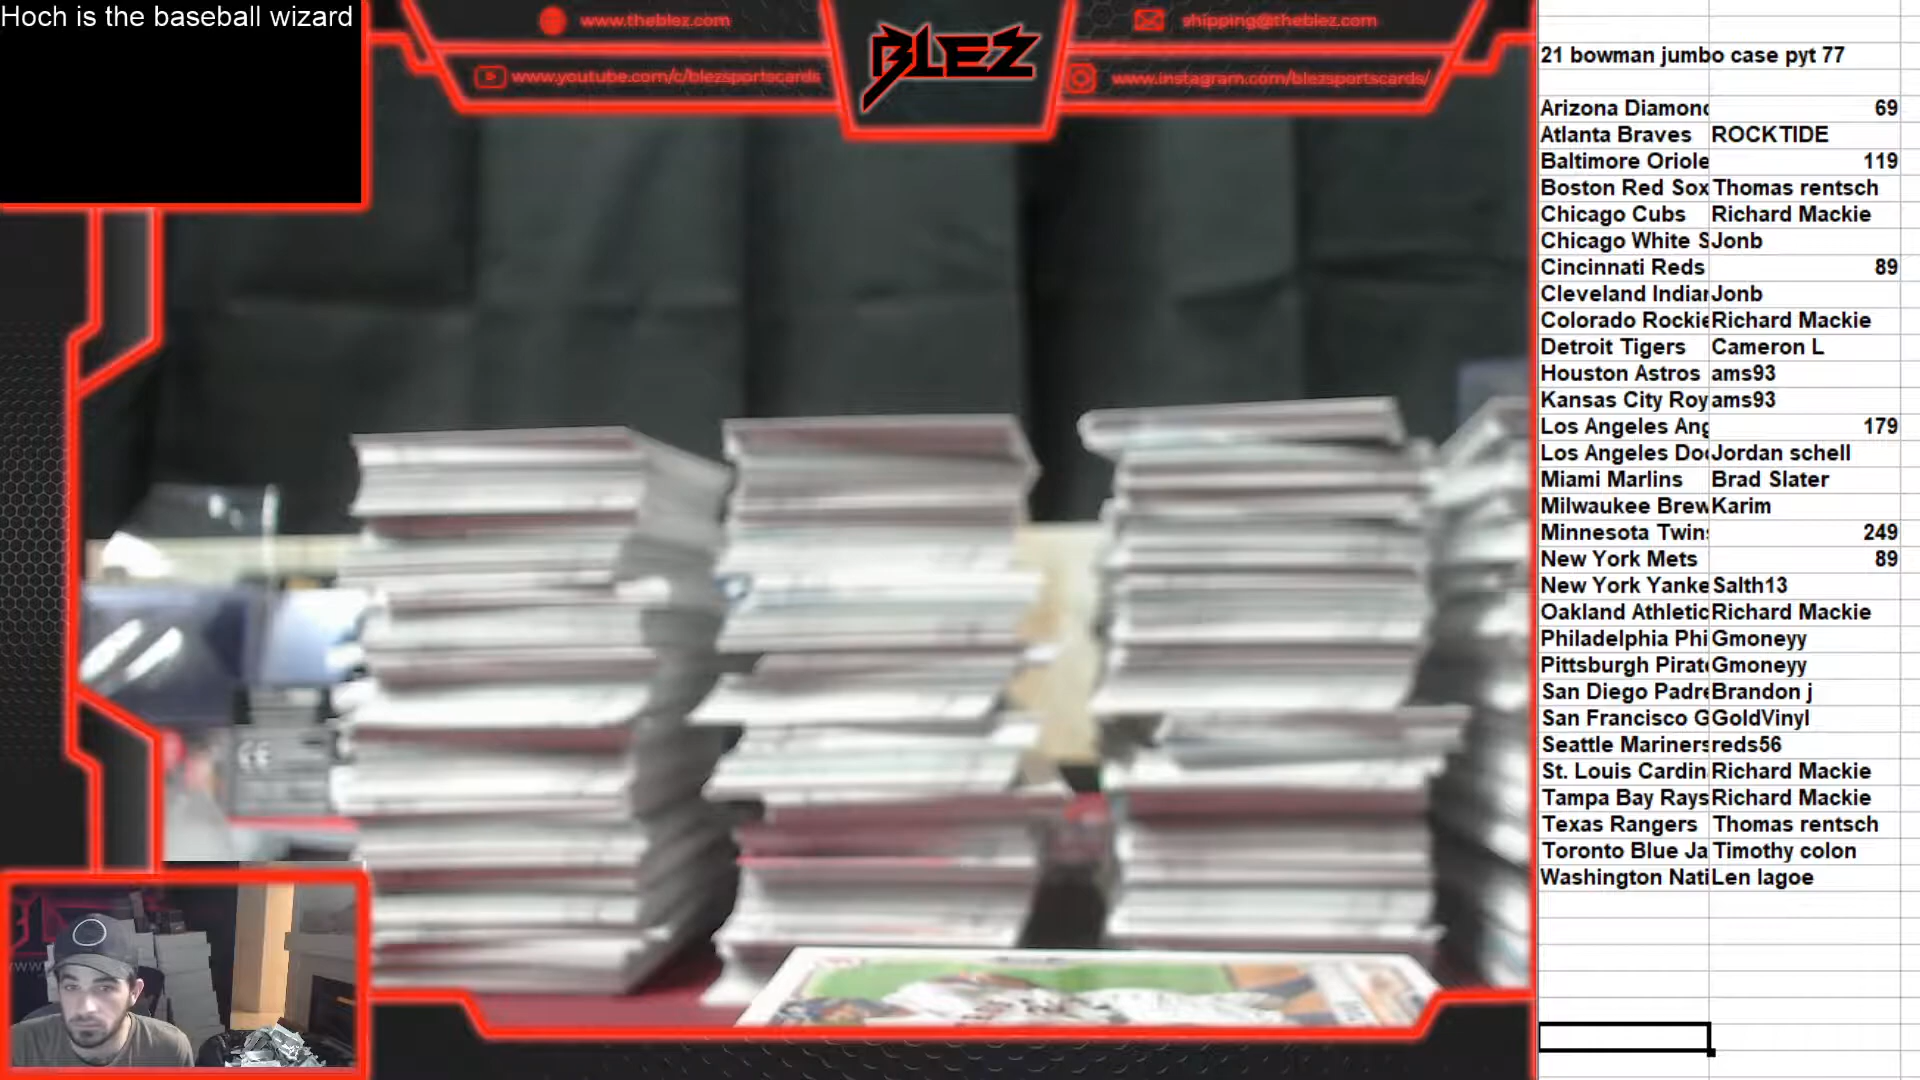 Hoch is the baseball wizard
www.theblez.com
shipping@theblez.com
BLEZ
www.youtube.com/c/blezsportscards
www.instagram.com/blezsportscards/
21 bowman jumbo case pyt 77
Arizona Diamond 69
Atlanta Braves ROCKTIDE
Baltimore Oriole 119
Boston Red Sox Thomas rentsch
Chicago Cubs Richard Mackie
Chicago White S Jonb
Cincinnati Reds 89
Cleveland Indian Jonb
Colorado Rockie Richard Mackie
Detroit Tigers Cameron L
Houston Astros ams93
Kansas City Roy ams93
Los Angeles Ang 179
Los Angeles Dod Jordan schell
Miami Marlins Brad Slater
Milwaukee Brew Karim
Minnesota Twins 249
New York Mets 89
New York Yanke Salth13
Oakland Athletic Richard Mackie
Philadelphia Phi Gmoneyy
Pittsburgh Pirate Gmoneyy
San Diego Padre Brandon j
San Francisco G GoldVinyl
Seattle Mariners reds56
St. Louis Cardin Richard Mackie
Tampa Bay Rays Richard Mackie
Texas Rangers Thomas rentsch
Toronto Blue Ja Timothy colon
Washington Nati Len lagoe
CE